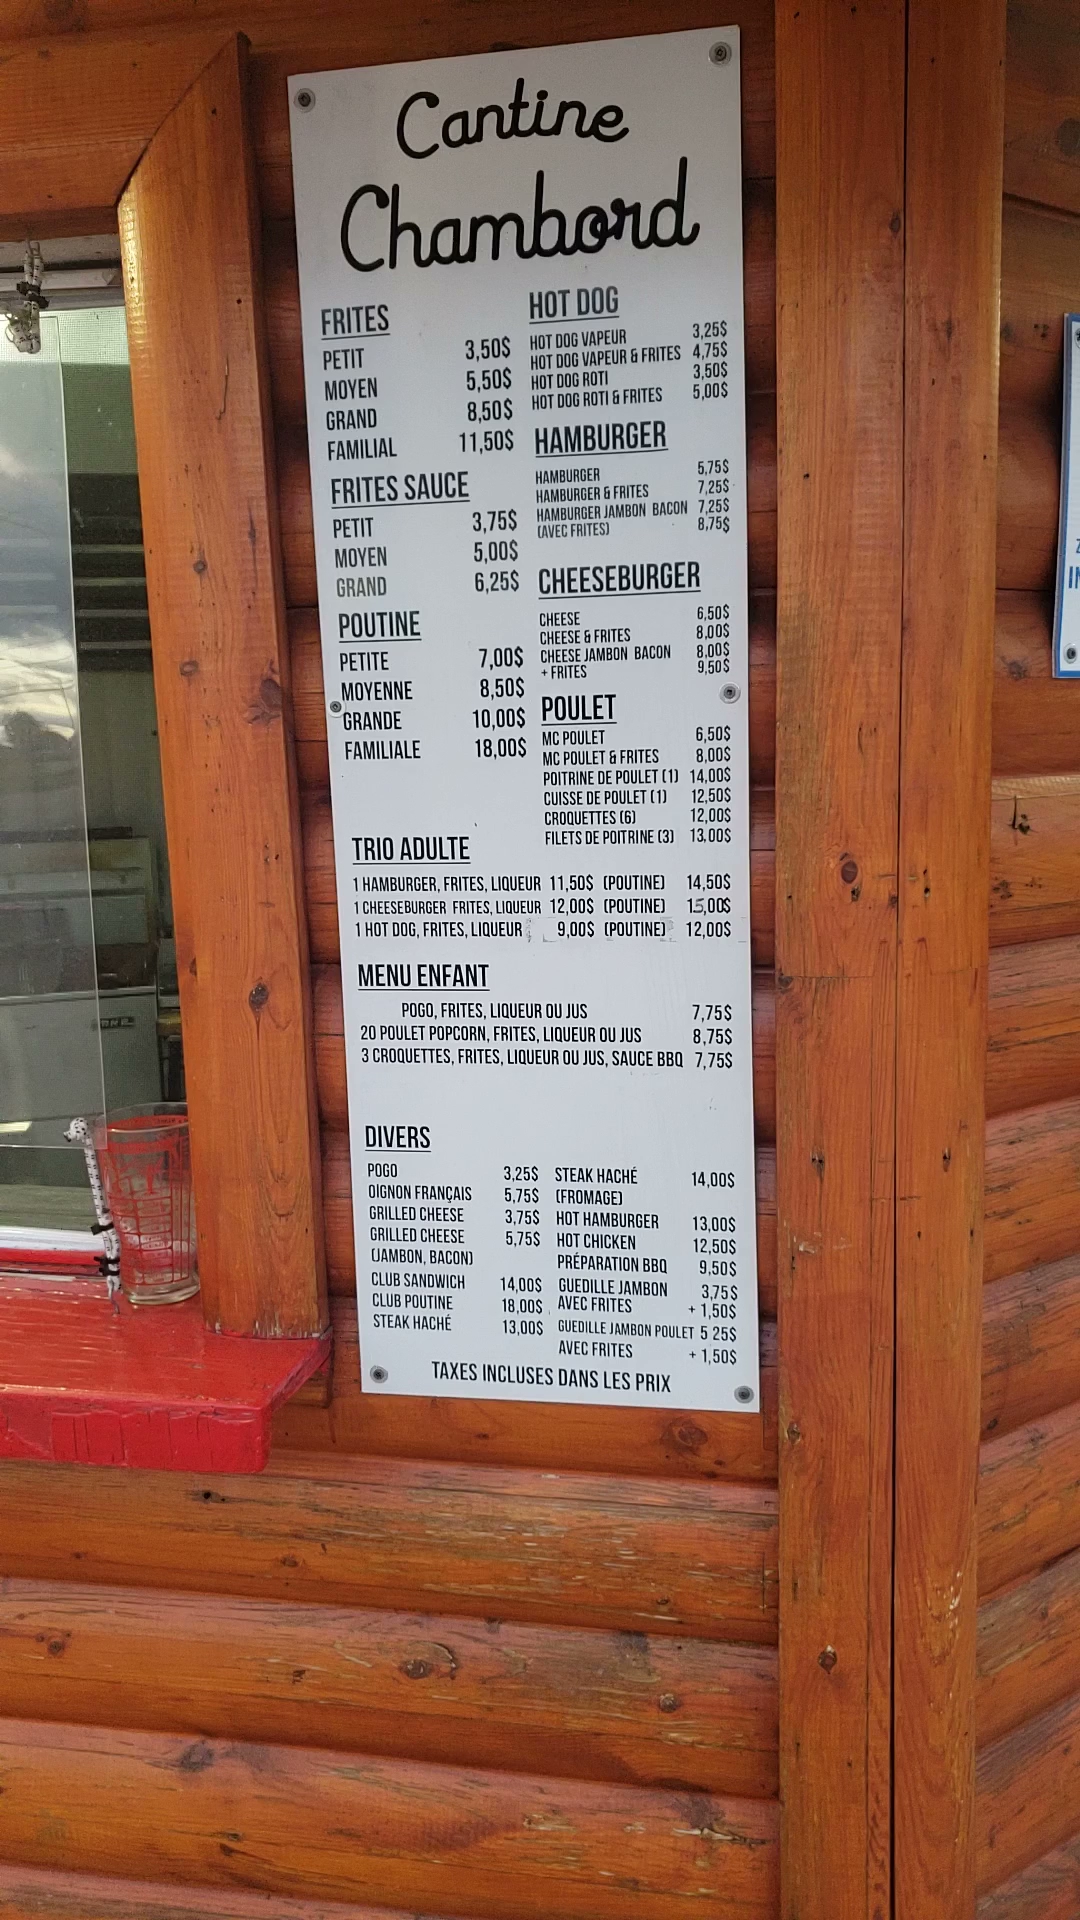 Cantine
Chambord
FRITES
PETIT 3,50$
MOYEN 5,50$
GRAND 8,50$
FAMILIAL 11,50$
FRITES SAUCE
PETIT 3,75$
MOYEN 5,00$
GRAND 6,25$
POUTINE
PETITE 7,00$
MOYENNE 8,50$
GRANDE 10,00$
FAMILIALE 18,00$
HOT DOG
HOT DOG VAPEUR 3,25$
HOT DOG VAPEUR & FRITES 4,75$
HOT DOG ROTI 3,50$
HOT DOG ROTI & FRITES 5,00$
HAMBURGER
HAMBURGER 5,75$
HAMBURGER & FRITES 7,25$
HAMBURGER JAMBON BACON 7,25$
(AVEC FRITES) 8,75$
CHEESEBURGER
CHEESE 6,50$
CHEESE & FRITES 8,00$
CHEESE JAMBON BACON 8,00$
+ FRITES 9,50$
POULET
MC POULET 6,50$
MC POULET & FRITES 8,00$
POITRINE DE POULET (1) 14,00$
CUISSE DE POULET (1) 12,50$
CROQUETTES (6) 12,00$
FILETS DE POITRINE (3) 13,00$
TRIO ADULTE
1 HAMBURGER, FRITES, LIQUEUR 11,50$ (POUTINE) 14,50$
1 CHEESEBURGER FRITES, LIQUEUR 12,00$ (POUTINE) 15,00$
1 HOT DOG, FRITES, LIQUEUR 9,00$ (POUTINE) 12,00$
MENU ENFANT
POGO, FRITES, LIQUEUR OU JUS 7,75$
20 POULET POPCORN, FRITES, LIQUEUR OU JUS 8,75$
3 CROQUETTES, FRITES, LIQUEUR OU JUS, SAUCE BBQ 7,75$
DIVERS
POGO 3,25$
OIGNON FRANÇAIS 5,75$
GRILLED CHEESE 3,75$
GRILLED CHEESE 5,75$
(JAMBON, BACON)
CLUB SANDWICH 14,00$
CLUB POUTINE 18,00$
STEAK HACHÉ 13,00$
STEAK HACHÉ 14,00$
(FROMAGE)
HOT HAMBURGER 13,00$
HOT CHICKEN 12,50$
PRÉPARATION BBQ 9,50$
GUEDILLE JAMBON 3,75$
AVEC FRITES + 1,50$
GUEDILLE JAMBON POULET 5 25$
AVEC FRITES + 1,50$
TAXES INCLUSES DANS LES PRIX